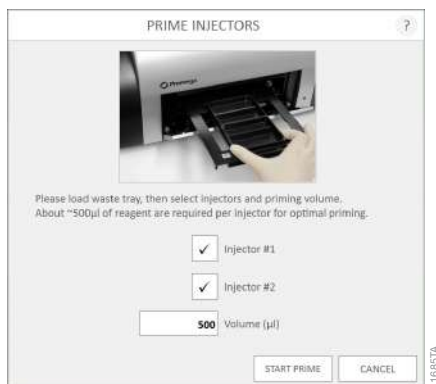 PRIME INJECTORS
?
Promega
Please load waste tray, then select injectors and priming volume.
About ~500µl of reagent are required per injector for optimal priming.
✓ Injector #1
✓ Injector #2
500 Volume (µl)
START PRIME CANCEL